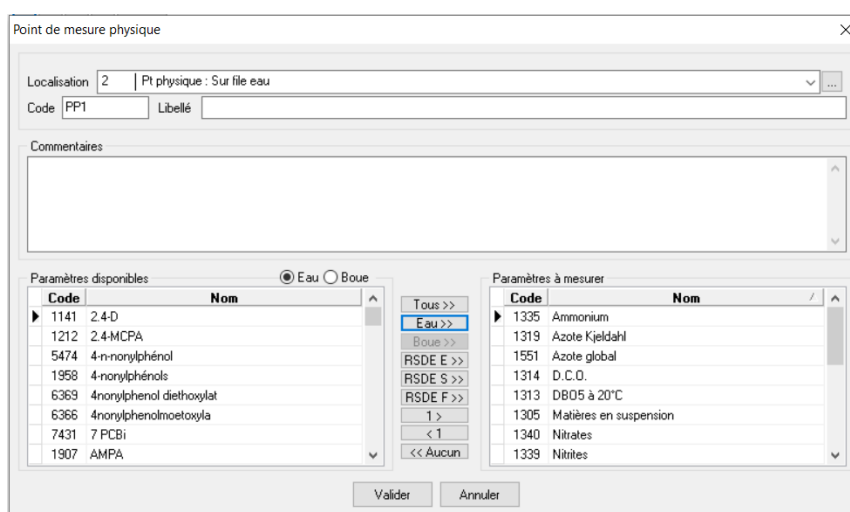 Point de mesure physique
Localisation 2 Pt physique : Sur file eau ...
Code PP1 Libellé
Commentaires
Paramètres disponibles Eau Boue Paramètres à mesurer
Code Nom Tous >> Code Nom
1141 2.4-D Eau >> 1335 Ammonium
1212 2.4-MCPA Boue >> 1319 Azote Kjeldahl
5474 4-n-nonylphénol RSDE E >> 1551 Azote global
1958 4-nonylphénols RSDE S >> 1314 D.C.O.
6369 4nonylphenol diethoxylat RSDE F >> 1313 DBO5 à 20°C
6366 4nonylphenolmoetoxyla 1 > 1305 Matières en suspension
7431 7 PCBi < 1 1340 Nitrates
1907 AMPA << Aucun 1339 Nitrites
Valider Annuler